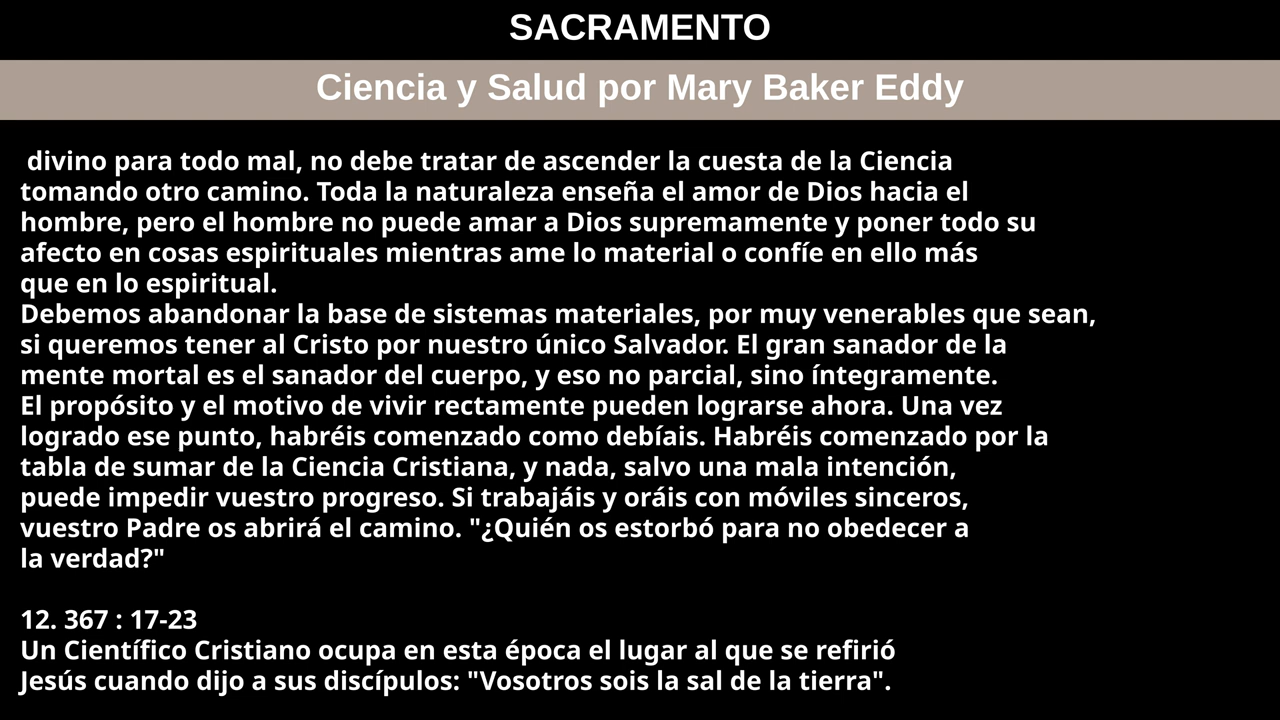 SACRAMENTO
Ciencia y Salud por Mary Baker Eddy
divino para todo mal, no debe tratar de ascender la cuesta de la Ciencia
tomando otro camino. Toda la naturaleza enseña el amor de Dios hacia el
hombre, pero el hombre no puede amar a Dios supremamente y poner todo su
afecto en cosas espirituales mientras ame lo material o confíe en ello más
que en lo espiritual.
Debemos abandonar la base de sistemas materiales, por muy venerables que sean,
si queremos tener al Cristo por nuestro único Salvador. El gran sanador de la
mente mortal es el sanador del cuerpo, y eso no parcial, sino íntegramente.
El propósito y el motivo de vivir rectamente pueden lograrse ahora. Una vez
logrado ese punto, habréis comenzado como debíais. Habréis comenzado por la
tabla de sumar de la Ciencia Cristiana, y nada, salvo una mala intención,
puede impedir vuestro progreso. Si trabajáis y oráis con móviles sinceros,
vuestro Padre os abrirá el camino. "¿Quién os estorbó para no obedecer a
la verdad?"
12. 367 : 17-23
Un Científico Cristiano ocupa en esta época el lugar al que se refirió
Jesús cuando dijo a sus discípulos: "Vosotros sois la sal de la tierra".